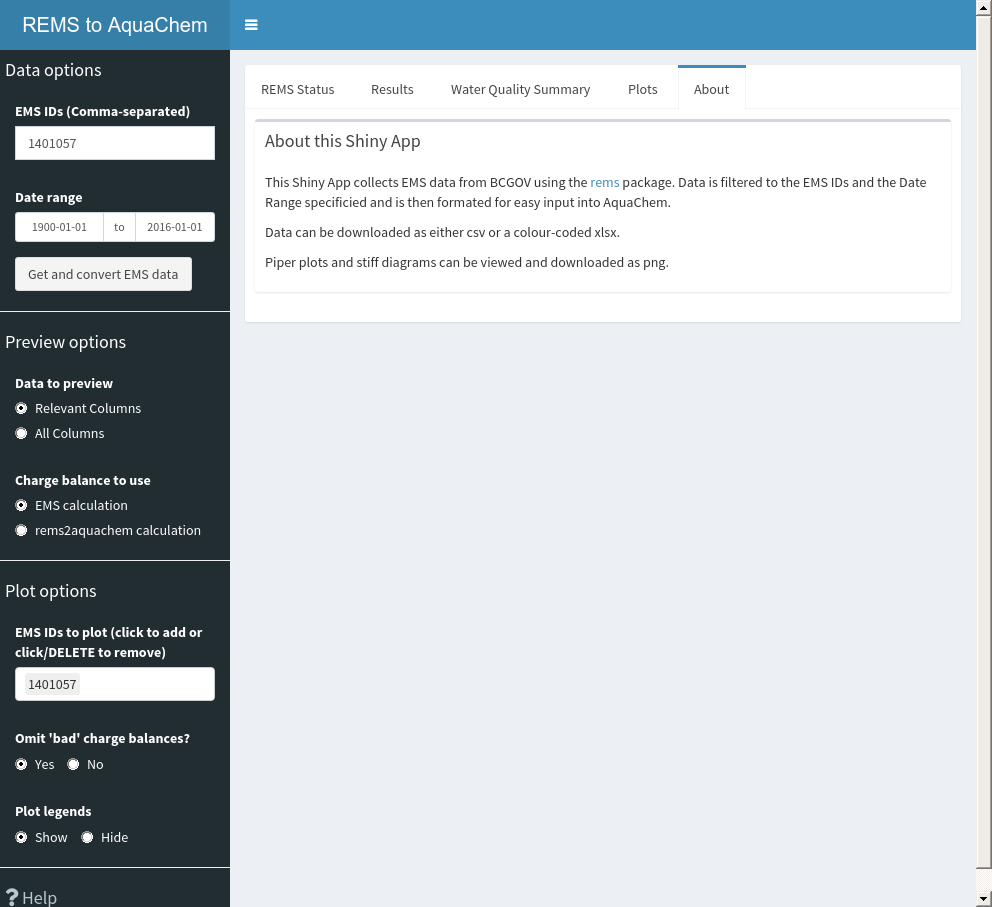 REMS to AquaChem
Data options
EMS IDs (Comma-separated)
1401057
Date range
1900-01-01 to 2016-01-01
Get and convert EMS data
Preview options
Data to preview
Relevant Columns
All Columns
Charge balance to use
EMS calculation
rems2aquachem calculation
Plot options
EMS IDs to plot (click to add or
click/DELETE to remove)
1401057
Omit 'bad' charge balances?
Yes No
Plot legends
Show Hide
? Help
REMS Status Results Water Quality Summary Plots About
About this Shiny App
This Shiny App collects EMS data from BCGOV using the rems package. Data is filtered to the EMS IDs and the Date
Range specificied and is then formated for easy input into AquaChem.
Data can be downloaded as either csv or a colour-coded xlsx.
Piper plots and stiff diagrams can be viewed and downloaded as png.